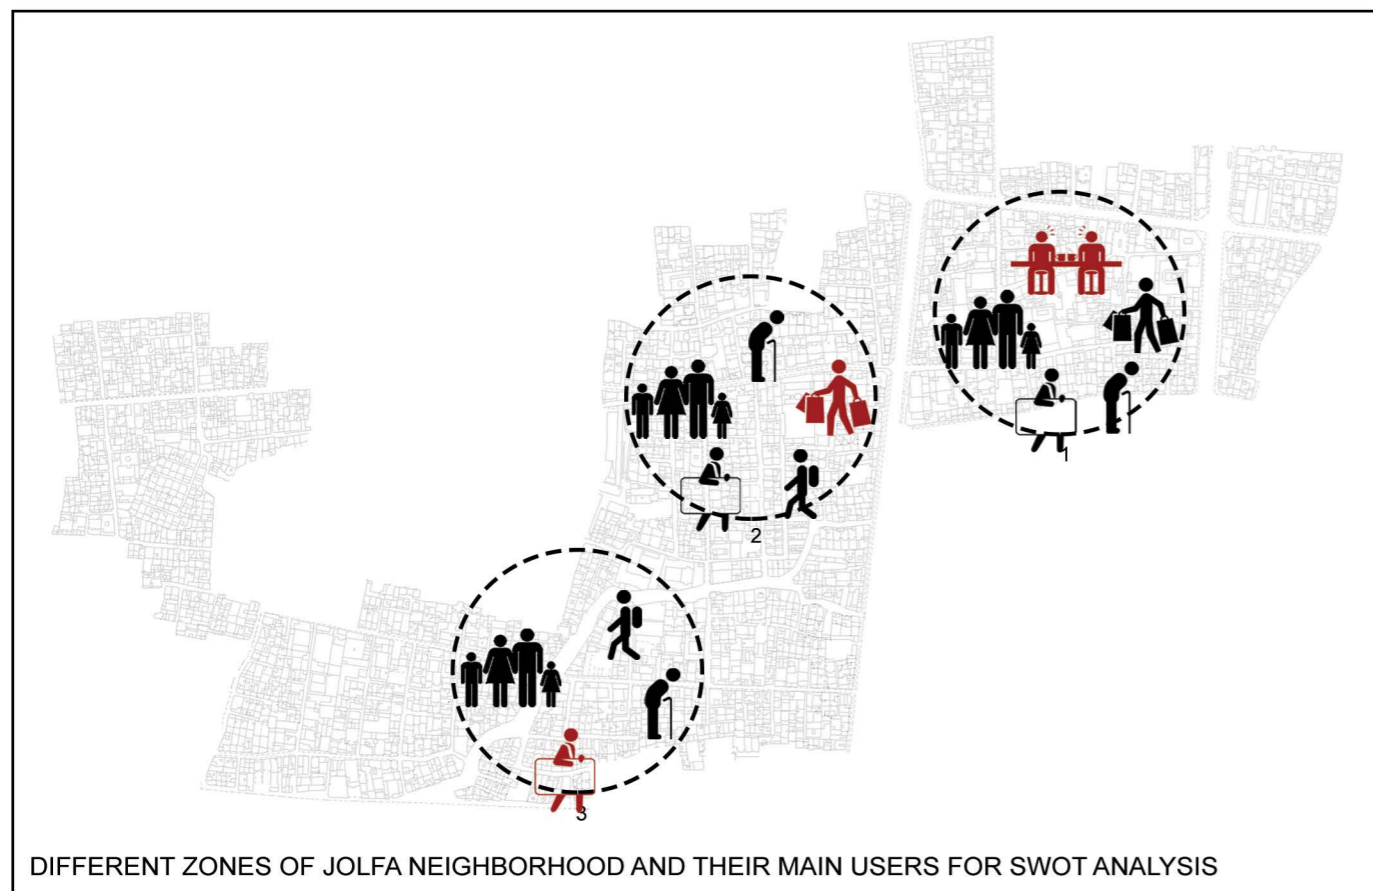 1
2
3
DIFFERENT ZONES OF JOLFA NEIGHBORHOOD AND THEIR MAIN USERS FOR SWOT ANALYSIS